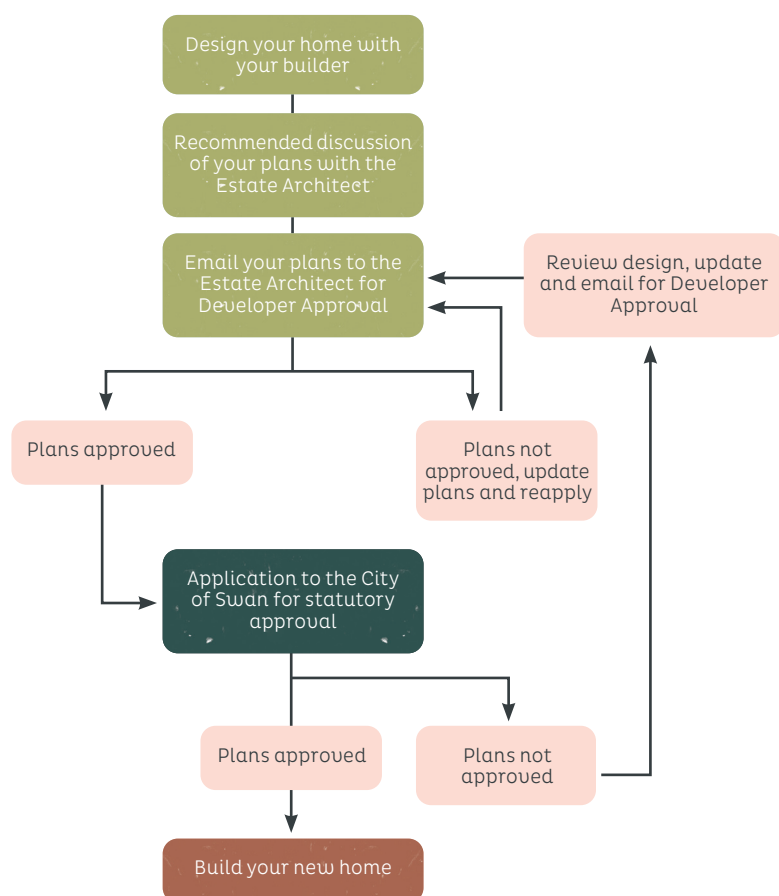 Design your home with
your builder
Recommended discussion
of your plans with the
Estate Architect
Email your plans to the
Estate Architect for
Developer Approval
Review design, update
and email for Developer
Approval
Plans approved
Plans not
approved, update
plans and reapply
Application to the City
of Swan for statutory
approval
Plans approved
Plans not
approved
Build your new home